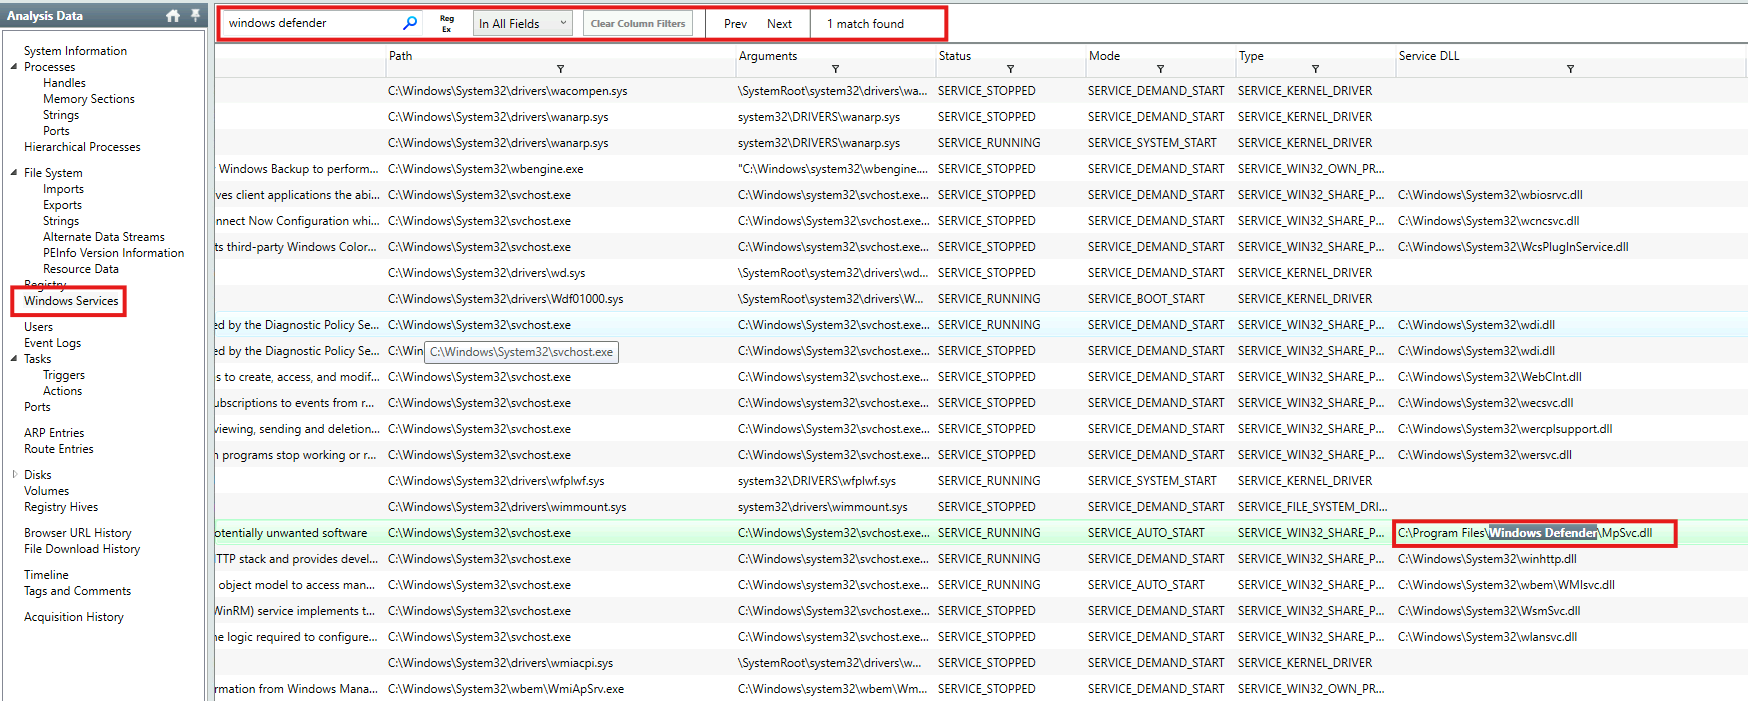 Analysis Data
System Information
Processes
Handles
Memory Sections
Strings
Ports
Hierarchical Processes
File System
Imports
Exports
Strings
Alternate Data Streams
PEInfo Version Information
Resource Data
Registry
Windows Services
Users
Event Logs
Tasks
Triggers
Actions
Ports
ARP Entries
Route Entries
Disks
Volumes
Registry Hives
Browser URL History
File Download History
Timeline
Tags and Comments
Acquisition History
windows defender Reg Ex In All Fields Clear Column Filters Prev Next 1 match found
Path Arguments Status Mode Type Service DLL
C:\Windows\System32\drivers\wacompen.sys \SystemRoot\system32\drivers\wa... SERVICE_STOPPED SERVICE_DEMAND_START SERVICE_KERNEL_DRIVER
C:\Windows\System32\drivers\wanarp.sys system32\DRIVERS\wanarp.sys SERVICE_STOPPED SERVICE_DEMAND_START SERVICE_KERNEL_DRIVER
C:\Windows\System32\drivers\wanarp.sys system32\DRIVERS\wanarp.sys SERVICE_RUNNING SERVICE_SYSTEM_START SERVICE_KERNEL_DRIVER
Windows Backup to perform... C:\Windows\System32\wbengine.exe "C:\Windows\system32\wbengine.... SERVICE_STOPPED SERVICE_DEMAND_START SERVICE_WIN32_OWN_PR...
ves client applications the abi... C:\Windows\System32\svchost.exe C:\Windows\System32\svchost.exe... SERVICE_STOPPED SERVICE_DEMAND_START SERVICE_WIN32_SHARE_P... C:\Windows\System32\wbiosrvc.dll
nnect Now Configuration whi... C:\Windows\System32\svchost.exe C:\Windows\System32\svchost.exe... SERVICE_STOPPED SERVICE_DEMAND_START SERVICE_WIN32_SHARE_P... C:\Windows\System32\wcncsvc.dll
ts third-party Windows Color... C:\Windows\System32\svchost.exe C:\Windows\System32\svchost.exe... SERVICE_STOPPED SERVICE_DEMAND_START SERVICE_WIN32_SHARE_P... C:\Windows\System32\WcsPlugInService.dll
C:\Windows\System32\drivers\wd.sys \SystemRoot\system32\drivers\wd... SERVICE_STOPPED SERVICE_DEMAND_START SERVICE_KERNEL_DRIVER
C:\Windows\System32\drivers\Wdf01000.sys \SystemRoot\system32\drivers\W... SERVICE_RUNNING SERVICE_BOOT_START SERVICE_KERNEL_DRIVER
ed by the Diagnostic Policy Se... C:\Windows\System32\svchost.exe C:\Windows\System32\svchost.exe... SERVICE_RUNNING SERVICE_DEMAND_START SERVICE_WIN32_SHARE_P... C:\Windows\System32\wdi.dll
ed by the Diagnostic Policy Se... C:\Win C:\Windows\System32\svchost.exe C:\Windows\System32\svchost.exe... SERVICE_STOPPED SERVICE_DEMAND_START SERVICE_WIN32_SHARE_P... C:\Windows\System32\wdi.dll
s to create, access, and modif... C:\Windows\System32\svchost.exe C:\Windows\System32\svchost.exe... SERVICE_STOPPED SERVICE_DEMAND_START SERVICE_WIN32_SHARE_P... C:\Windows\System32\WebClnt.dll
ubscriptions to events from r... C:\Windows\System32\svchost.exe C:\Windows\System32\svchost.exe... SERVICE_STOPPED SERVICE_DEMAND_START SERVICE_WIN32_SHARE_P... C:\Windows\System32\wecsvc.dll
viewing, sending and deletion... C:\Windows\System32\svchost.exe C:\Windows\System32\svchost.exe... SERVICE_STOPPED SERVICE_DEMAND_START SERVICE_WIN32_SHARE_P... C:\Windows\System32\wercplsupport.dll
n programs stop working or r... C:\Windows\System32\svchost.exe C:\Windows\System32\svchost.exe... SERVICE_STOPPED SERVICE_DEMAND_START SERVICE_WIN32_SHARE_P... C:\Windows\System32\wersvc.dll
C:\Windows\System32\drivers\wfplwf.sys system32\DRIVERS\wfplwf.sys SERVICE_RUNNING SERVICE_SYSTEM_START SERVICE_KERNEL_DRIVER
C:\Windows\System32\drivers\wimmount.sys system32\drivers\wimmount.sys SERVICE_STOPPED SERVICE_DEMAND_START SERVICE_FILE_SYSTEM_DRI...
otentially unwanted software C:\Windows\System32\svchost.exe C:\Windows\System32\svchost.exe... SERVICE_RUNNING SERVICE_AUTO_START SERVICE_WIN32_SHARE_P... C:\Program Files\Windows Defender\MpSvc.dll
HTTP stack and provides devel... C:\Windows\System32\svchost.exe C:\Windows\system32\svchost.exe... SERVICE_RUNNING SERVICE_DEMAND_START SERVICE_WIN32_SHARE_P... C:\Windows\System32\winhttp.dll
object model to access man... C:\Windows\System32\svchost.exe C:\Windows\system32\svchost.exe... SERVICE_RUNNING SERVICE_AUTO_START SERVICE_WIN32_SHARE_P... C:\Windows\System32\wbem\WMIsvc.dll
WinRM) service implements t... C:\Windows\System32\svchost.exe C:\Windows\System32\svchost.exe... SERVICE_STOPPED SERVICE_DEMAND_START SERVICE_WIN32_SHARE_P... C:\Windows\System32\WsmSvc.dll
ne logic required to configure... C:\Windows\System32\svchost.exe C:\Windows\system32\svchost.exe... SERVICE_STOPPED SERVICE_DEMAND_START SERVICE_WIN32_SHARE_P... C:\Windows\System32\wlansvc.dll
C:\Windows\System32\drivers\wmiacpi.sys \SystemRoot\system32\drivers\w... SERVICE_STOPPED SERVICE_DEMAND_START SERVICE_KERNEL_DRIVER
rmation from Windows Mana... C:\Windows\System32\wbem\WmiApSrv.exe C:\Windows\system32\wbem\Wm... SERVICE_STOPPED SERVICE_DEMAND_START SERVICE_WIN32_OWN_PR...